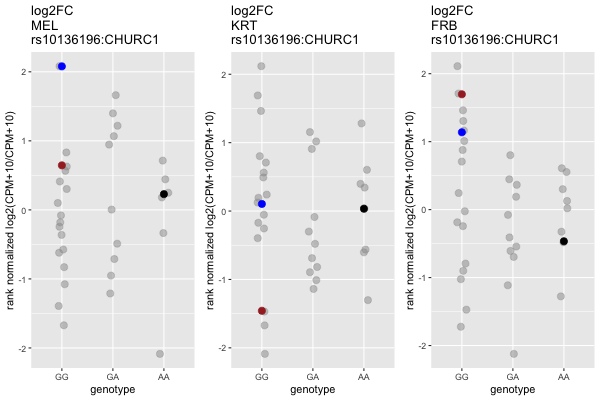 log2FC
MEL
rs10136196:CHURC1
rank normalized log2(CPM+10/CPM+10)
2
1
0
-1
-2
GG
GA
AA
genotype
log2FC
KRT
rs10136196:CHURC1
rank normalized log2(CPM+10/CPM+10)
2
1
0
-1
-2
GG
GA
AA
genotype
log2FC
FRB
rs10136196:CHURC1
rank normalized log2(CPM+10/CPM+10)
2
1
0
-1
-2
GG
GA
AA
genotype